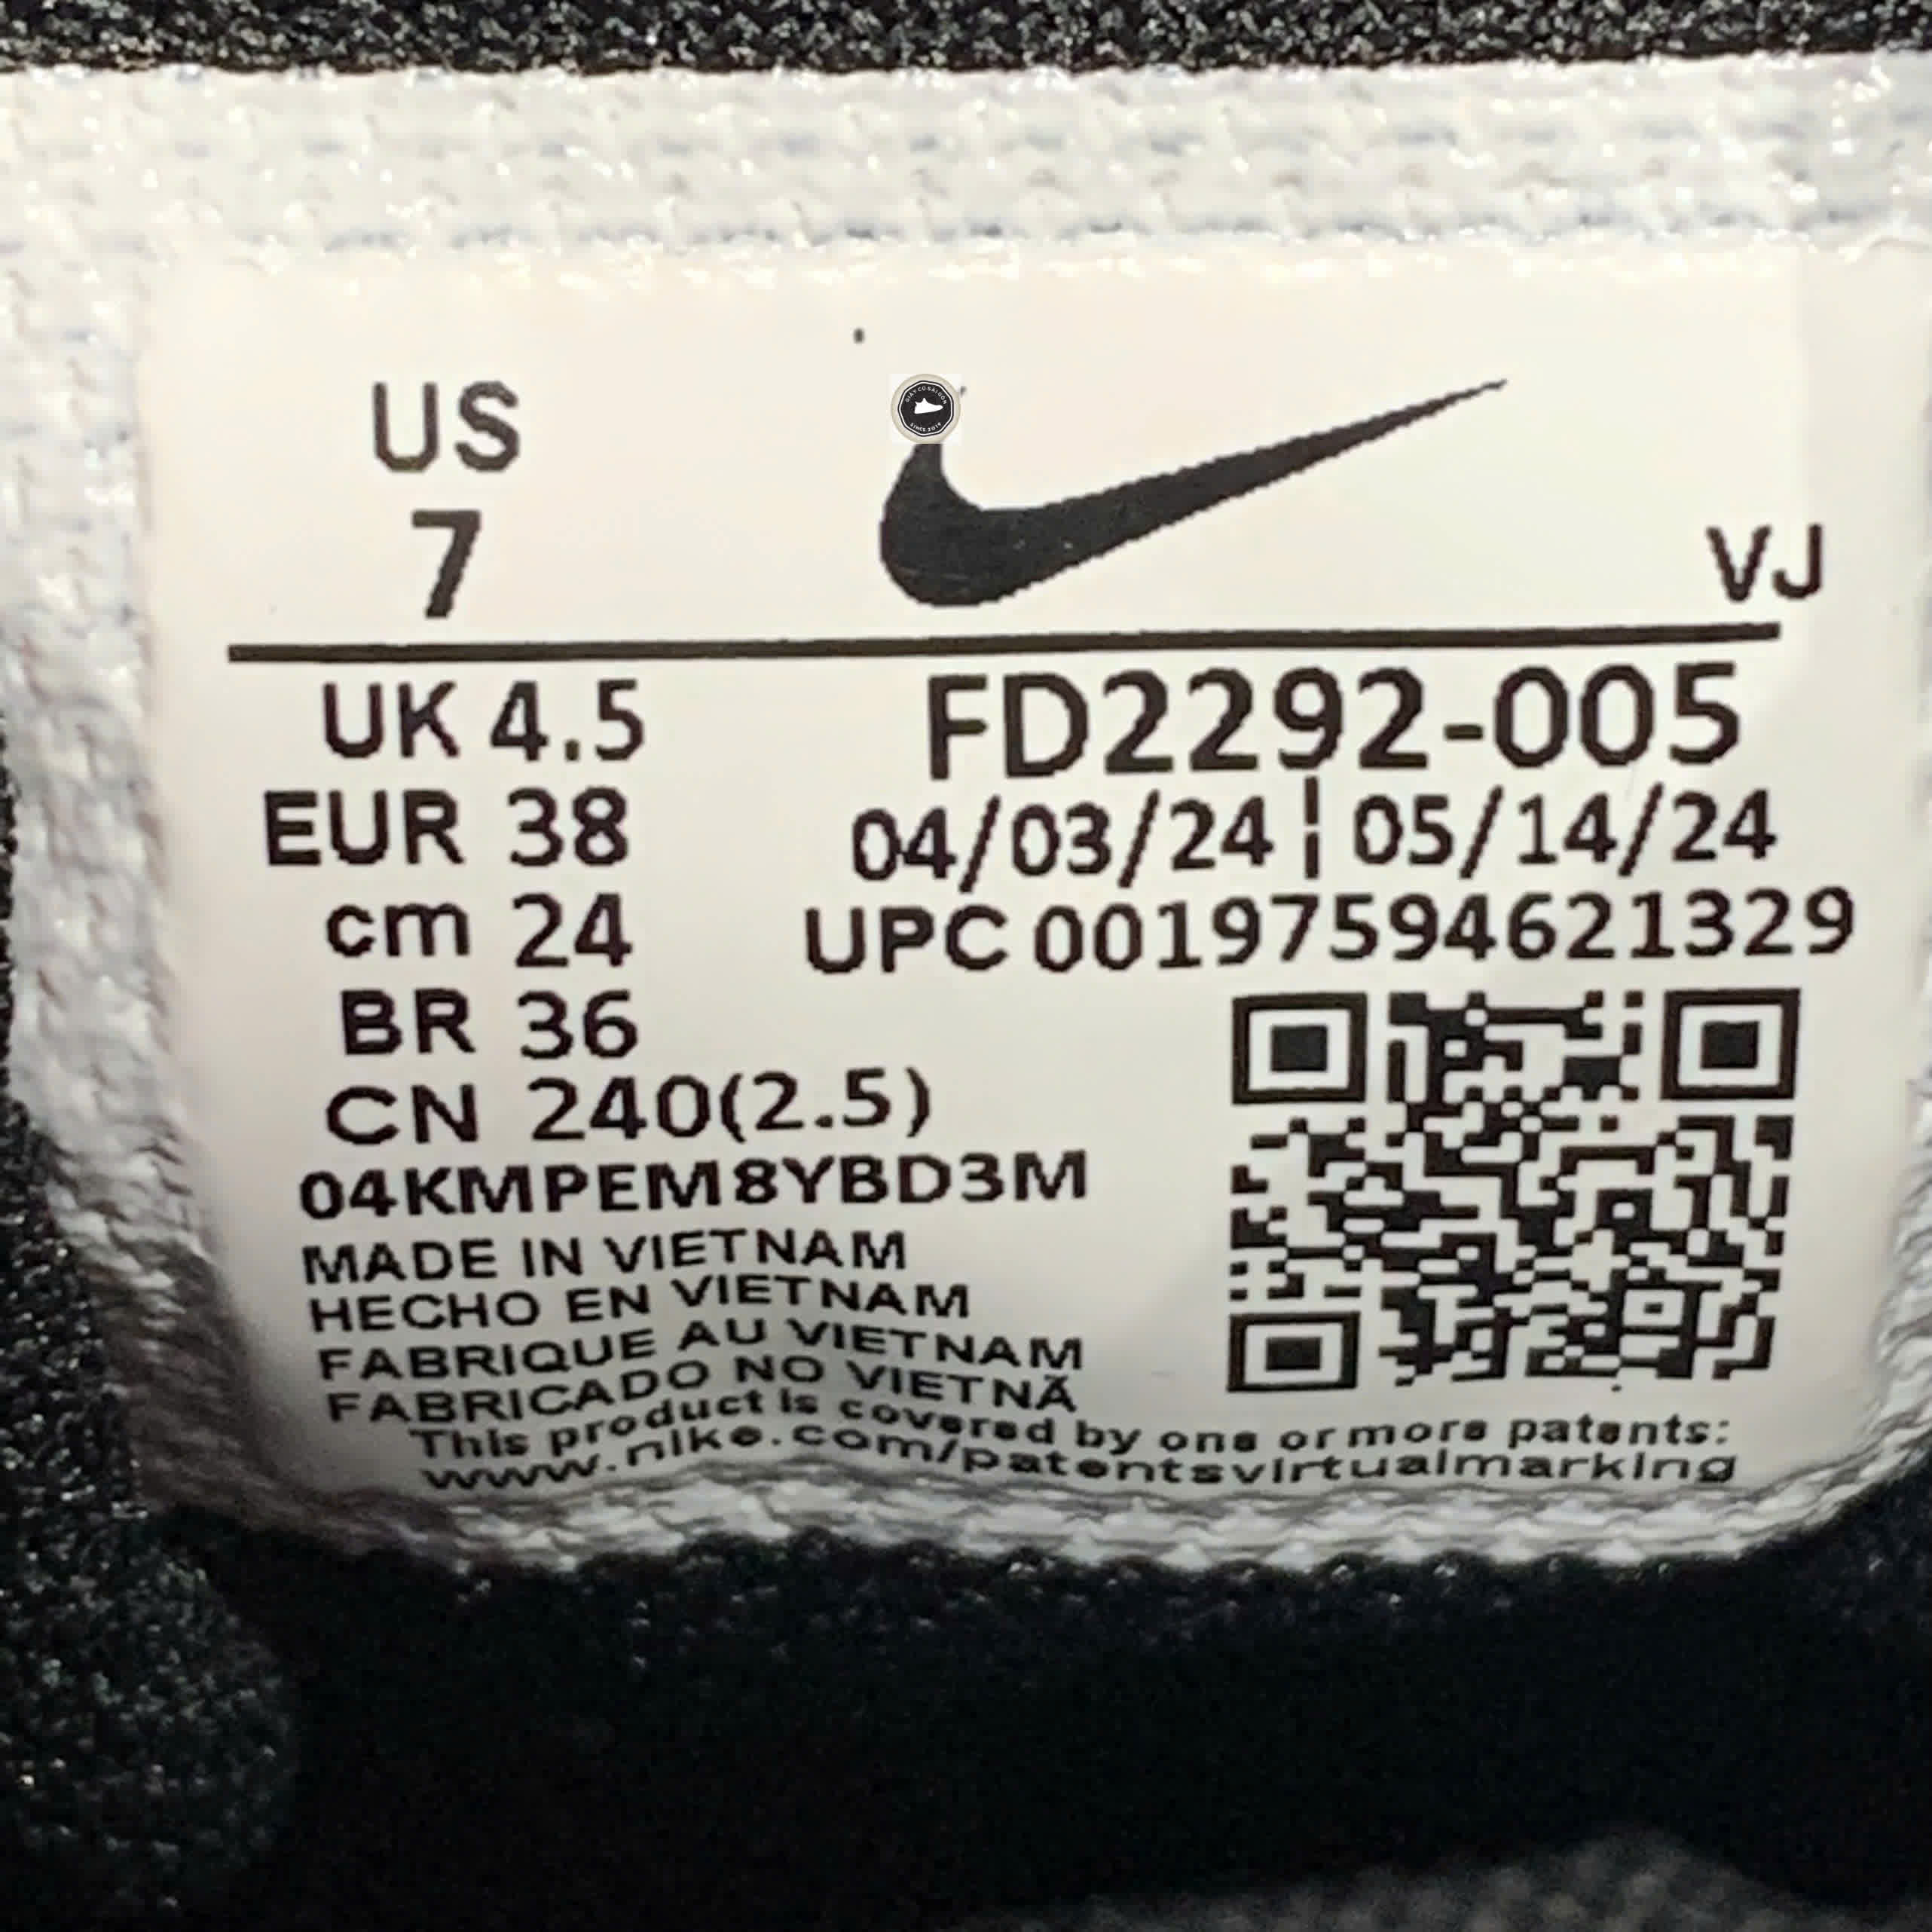 US
7
VJ
UK 4.5
EUR 38
cm 24
BR 36
CN 240(2.5)
FD2292-005
04/03/24 ¦ 05/14/24
UPC 00197594621329
04KMPEM8YBD3M
MADE IN VIETNAM
HECHO EN VIETNAM
FABRIQUE AU VIETNAM
FABRICADO NO VIETNÃ
This product is covered by one or more patents:
www.nike.com/patentsvirtualmarking
SINCE 2019